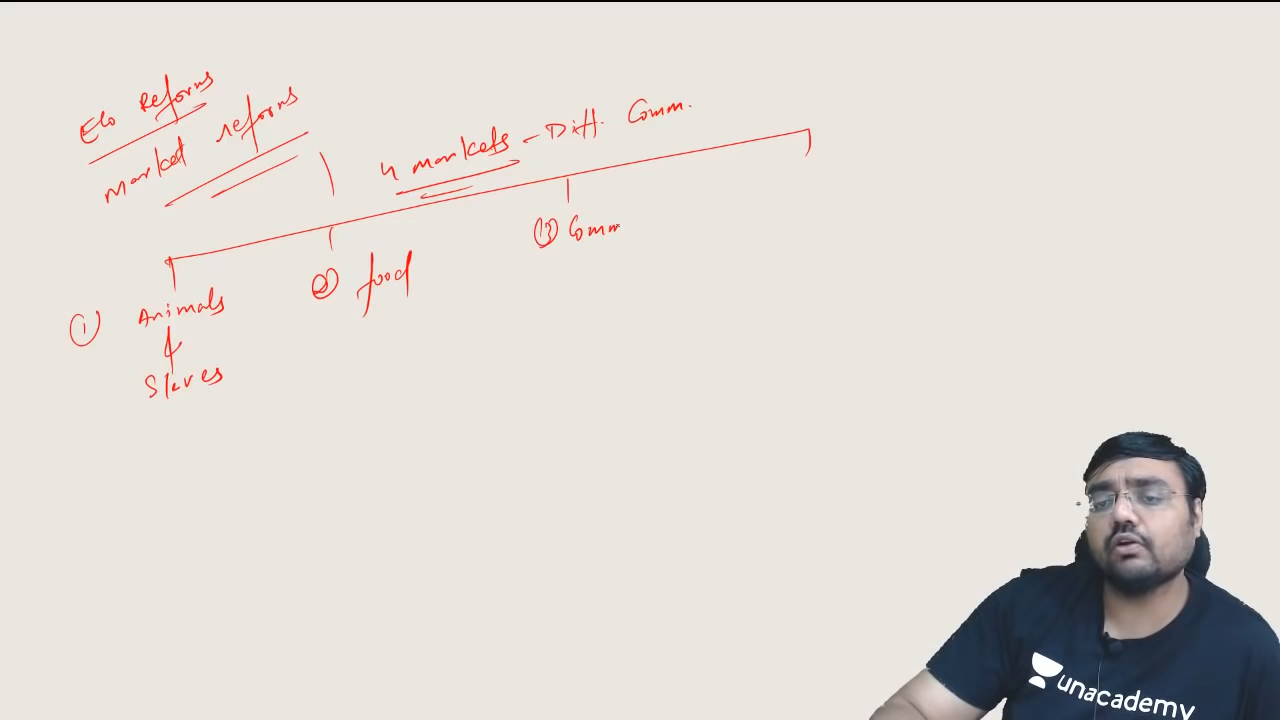 Eco Reforms
market reforms
4 markets - Diff. Comm.
① Animals
&
Slaves
② food
③ Comm
unacademy